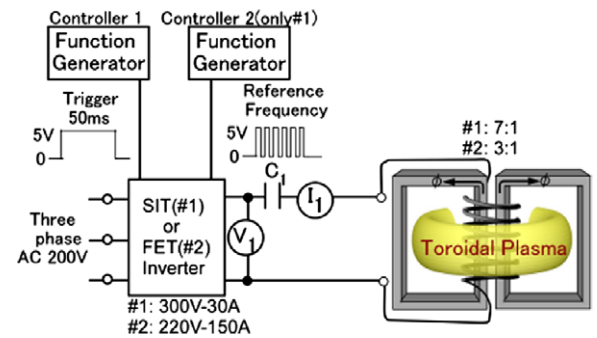 Controller 1
Function
Generator
Controller 2(only#1)
Function
Generator
Trigger
50ms
5V
0
Reference
Frequency
5V
0
C1
I1
V1
#1: 7:1
#2: 3:1
ϕ
ϕ
Three
phase
AC 200V
SIT(#1)
or
FET(#2)
Inverter
#1: 300V-30A
#2: 220V-150A
Toroidal Plasma